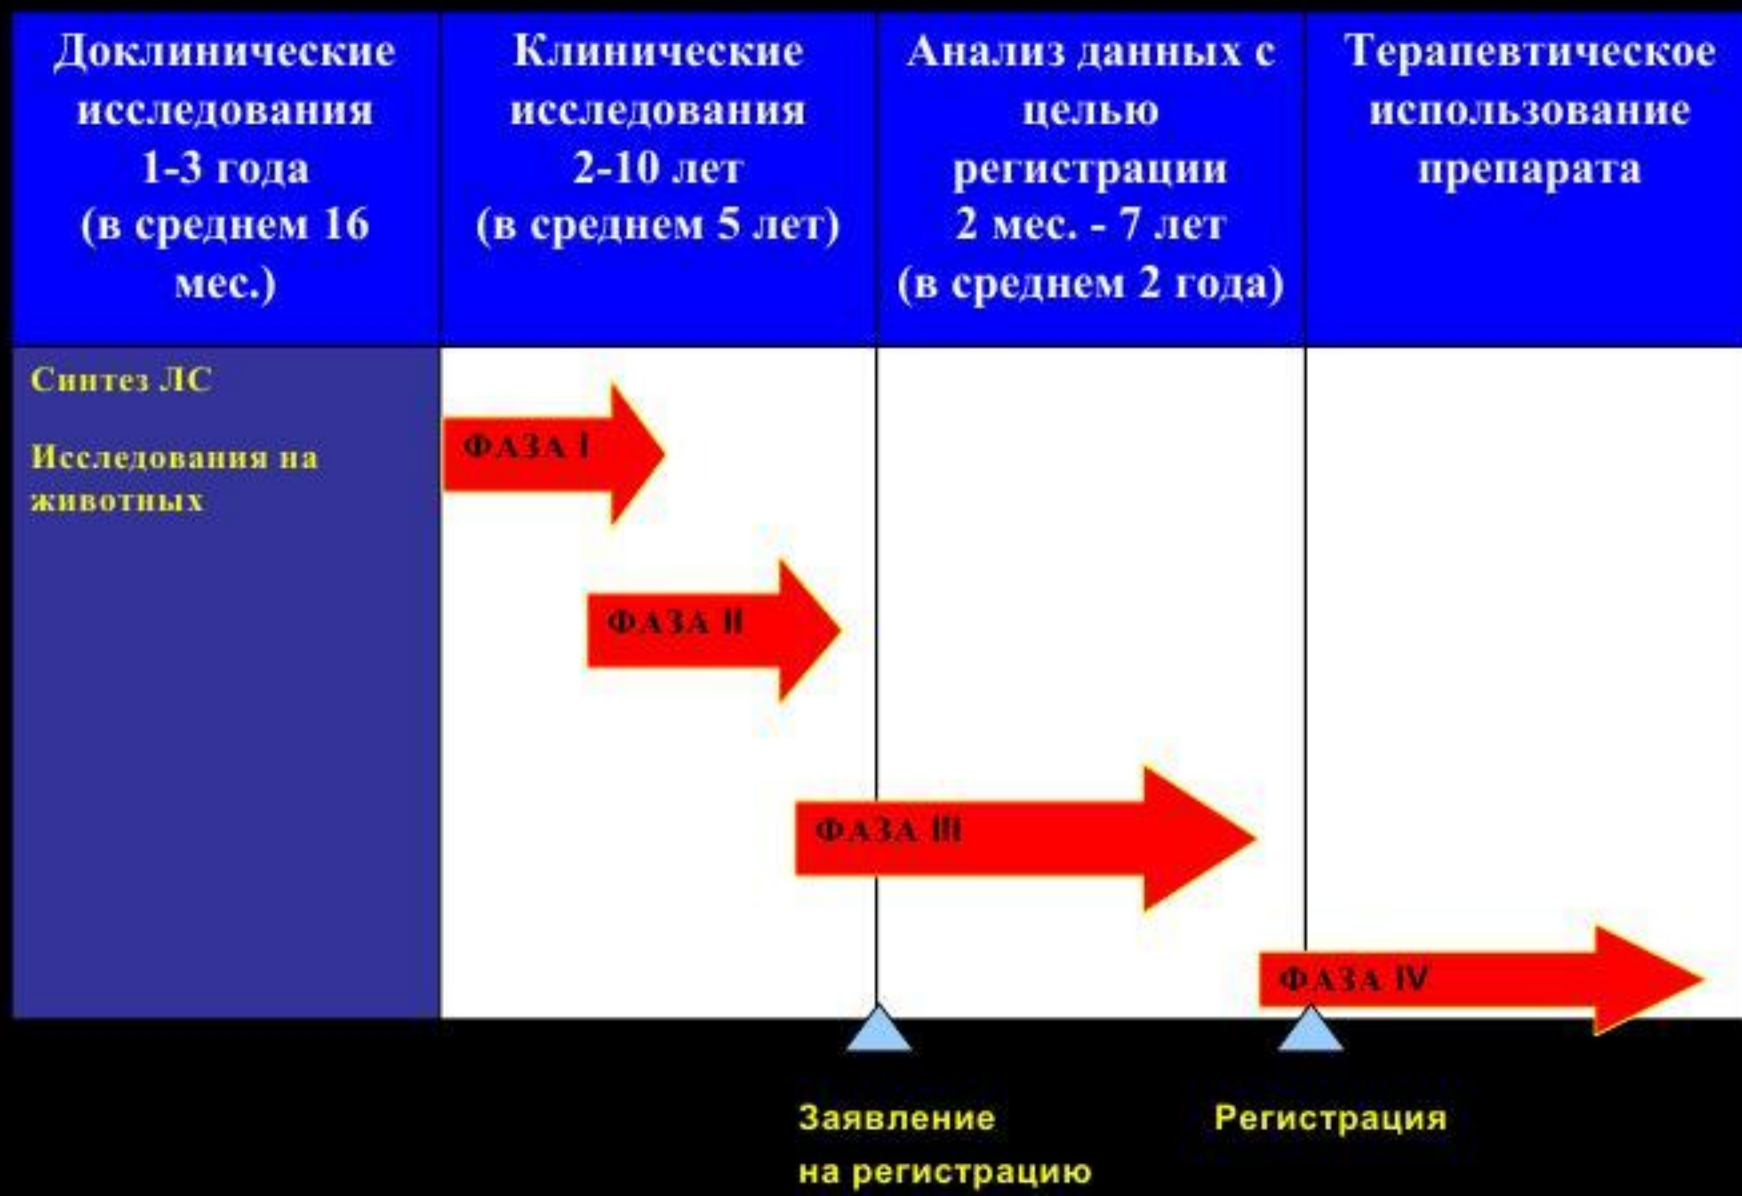 Доклинические
исследования
1-3 года
(в среднем 16
мес.)
Клинические
исследования
2-10 лет
(в среднем 5 лет)
Анализ данных с
целью
регистрации
2 мес. - 7 лет
(в среднем 2 года)
Терапевтическое
использование
препарата
Синтез ЛС
Исследования на
животных
ФАЗА I
ФАЗА II
ФАЗА III
ФАЗА IV
Заявление
на регистрацию
Регистрация